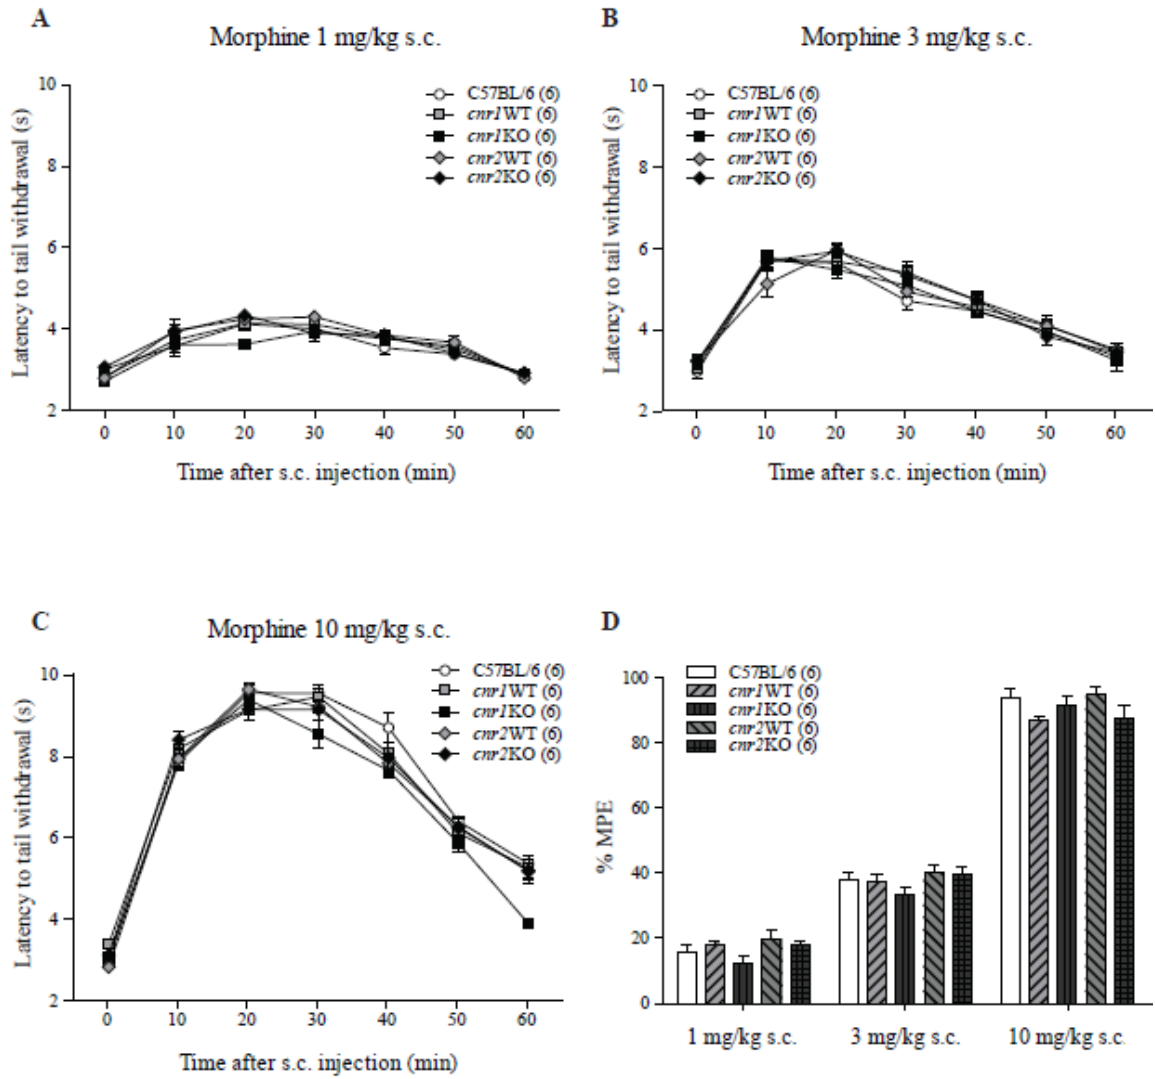 A
Morphine 1 mg/kg s.c.
Latency to tail withdrawal (s)
10
8
6
4
2
C57BL/6 (6)
cnr1WT (6)
cnr1KO (6)
cnr2WT (6)
cnr2KO (6)
0 10 20 30 40 50 60
Time after s.c. injection (min)
B
Morphine 3 mg/kg s.c.
Latency to tail withdrawal (s)
10
8
6
4
2
C57BL/6 (6)
cnr1WT (6)
cnr1KO (6)
cnr2WT (6)
cnr2KO (6)
0 10 20 30 40 50 60
Time after s.c. injection (min)
C
Morphine 10 mg/kg s.c.
Latency to tail withdrawal (s)
10
8
6
4
2
C57BL/6 (6)
cnr1WT (6)
cnr1KO (6)
cnr2WT (6)
cnr2KO (6)
0 10 20 30 40 50 60
Time after s.c. injection (min)
D
% MPE
100
80
60
40
20
0
C57BL/6 (6)
cnr1WT (6)
cnr1KO (6)
cnr2WT (6)
cnr2KO (6)
1 mg/kg s.c. 3 mg/kg s.c. 10 mg/kg s.c.